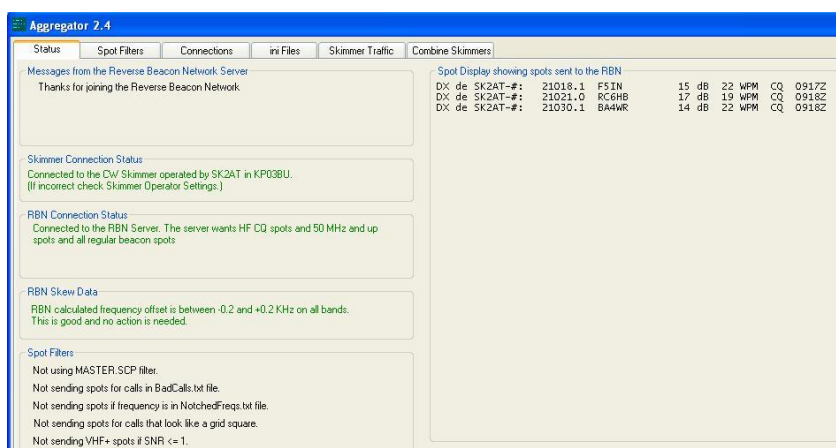 Aggregator 2.4
Status
Spot Filters
Connections
ini Files
Skimmer Traffic
Combine Skimmers
Messages from the Reverse Beacon Network Server
Thanks for joining the Reverse Beacon Network
Skimmer Connection Status
Connected to the CW Skimmer operated by SK2AT in KP03BU.
(If incorrect check Skimmer Operator Settings.)
RBN Connection Status
Connected to the RBN Server. The server wants HF CQ spots and 50 MHz and up
spots and all regular beacon spots
RBN Skew Data
RBN calculated frequency offset is between -0.2 and +0.2 KHz on all bands.
This is good and no action is needed.
Spot Filters
Not using MASTER.SCP filter.
Not sending spots for calls in BadCalls.txt file.
Not sending spots if frequency is in NotchedFreqs.txt file.
Not sending spots for calls that look like a grid square.
Not sending VHF+ spots if SNR <= 1.
Spot Display showing spots sent to the RBN
DX de SK2AT-#: 21018.1 F5IN 15 dB 22 WPM CQ 0917Z
DX de SK2AT-#: 21021.0 RC6HB 17 dB 19 WPM CQ 0918Z
DX de SK2AT-#: 21030.1 BA4WR 14 dB 22 WPM CQ 0918Z